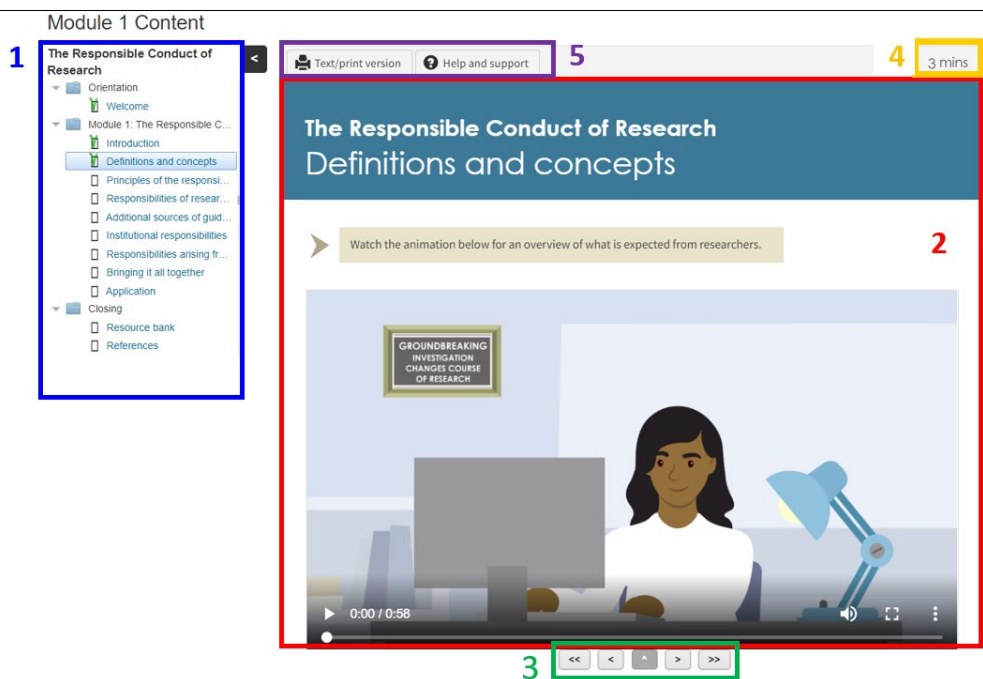 Module 1 Content
1
The Responsible Conduct of
Research
Orientation
Welcome
Module 1: The Responsible C...
Introduction
Definitions and concepts
Principles of the responsi...
Responsibilities of resear...
Additional sources of guid...
Institutional responsibilities
Responsibilities arising fr...
Bringing it all together
Application
Closing
Resource bank
References
<
Text/print version
Help and support
5
4
3 mins
The Responsible Conduct of Research
Definitions and concepts
Watch the animation below for an overview of what is expected from researchers.
2
GROUNDBREAKING
INVESTIGATION
CHANGES COURSE
OF RESEARCH
0:00 / 0:58
3
<< < ^ > >>